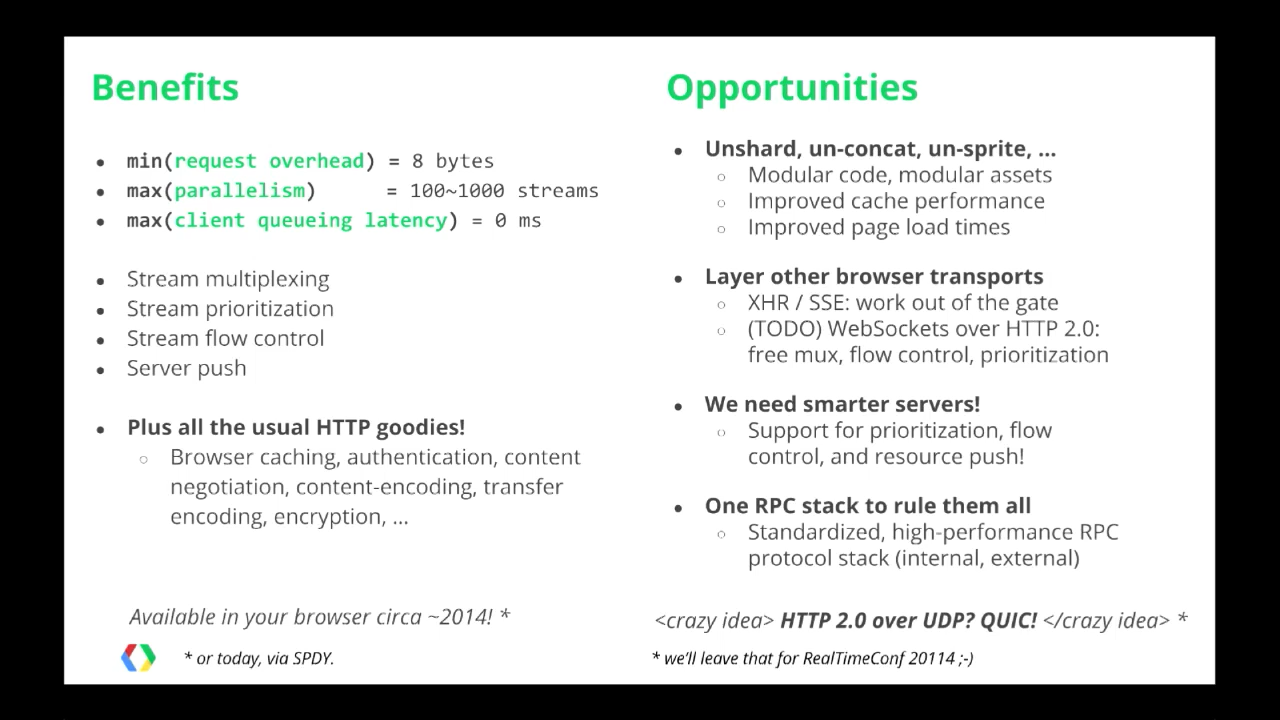 Benefits
min(request overhead) = 8 bytes
max(parallelism) = 100~1000 streams
max(client queueing latency) = 0 ms
Stream multiplexing
Stream prioritization
Stream flow control
Server push
Plus all the usual HTTP goodies!
Browser caching, authentication, content
negotiation, content-encoding, transfer
encoding, encryption, ...
Available in your browser circa ~2014! *
* or today, via SPDY.
Opportunities
Unshard, un-concat, un-sprite, ...
Modular code, modular assets
Improved cache performance
Improved page load times
Layer other browser transports
XHR / SSE: work out of the gate
(TODO) WebSockets over HTTP 2.0:
free mux, flow control, prioritization
We need smarter servers!
Support for prioritization, flow
control, and resource push!
One RPC stack to rule them all
Standardized, high-performance RPC
protocol stack (internal, external)
<crazy idea> HTTP 2.0 over UDP? QUIC! </crazy idea> *
* we'll leave that for RealTimeConf 20114 ;-)